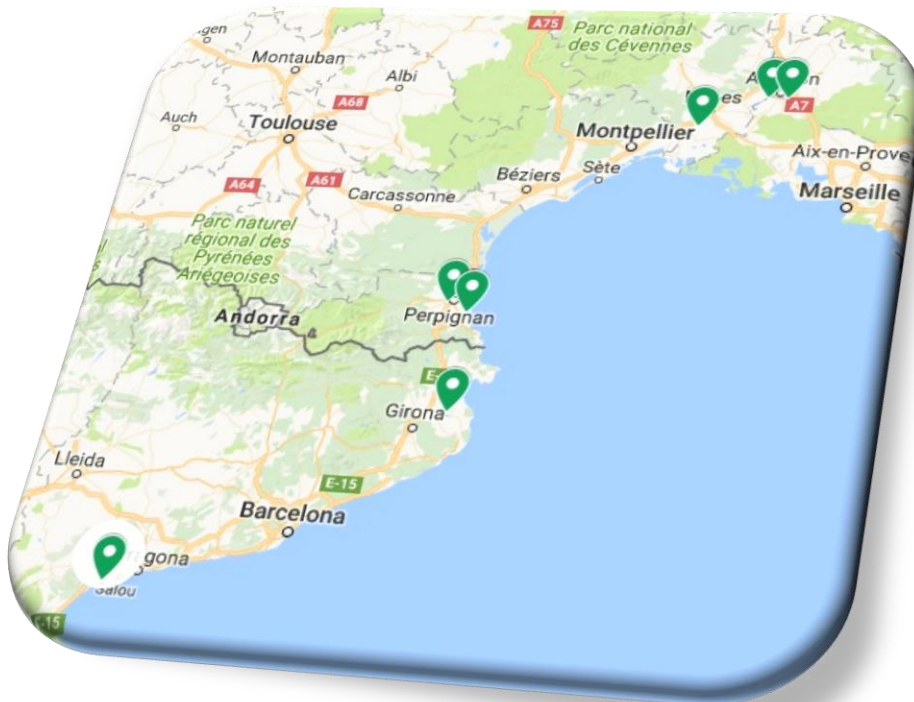 A75
Parc national
des Cévennes
Montauban
Albi
A68
Auch
Toulouse
A7
Montpellier
Aix-en-Prove
Béziers
Sète
A64
A61
Carcassonne
Marseille
Parc naturel
régional des
Pyrénées
Ariégeoises
Andorra
Perpignan
Girona
Lleida
E-15
Barcelona
gona
Salou
E-15